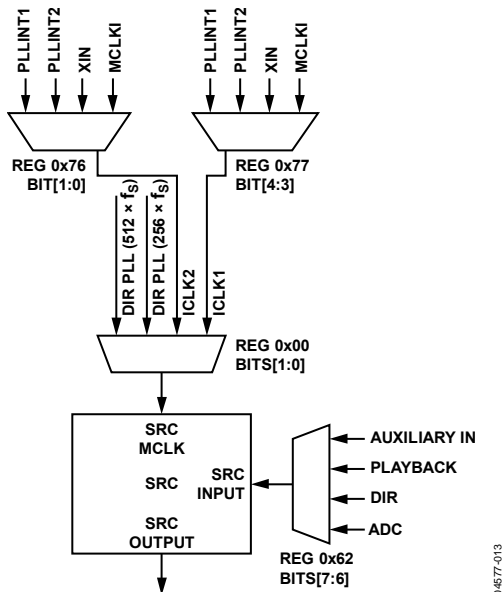 PLLINT1
PLLINT2
XIN
MCLKI
PLLINT1
PLLINT2
XIN
MCLKI
REG 0x76
BIT[1:0]
REG 0x77
BIT[4:3]
DIR PLL (512 × fS)
DIR PLL (256 × fS)
ICLK2
ICLK1
REG 0x00
BITS[1:0]
SRC
MCLK
SRC
SRC
INPUT
SRC
OUTPUT
AUXILIARY IN
PLAYBACK
DIR
ADC
REG 0x62
BITS[7:6]
4577-013